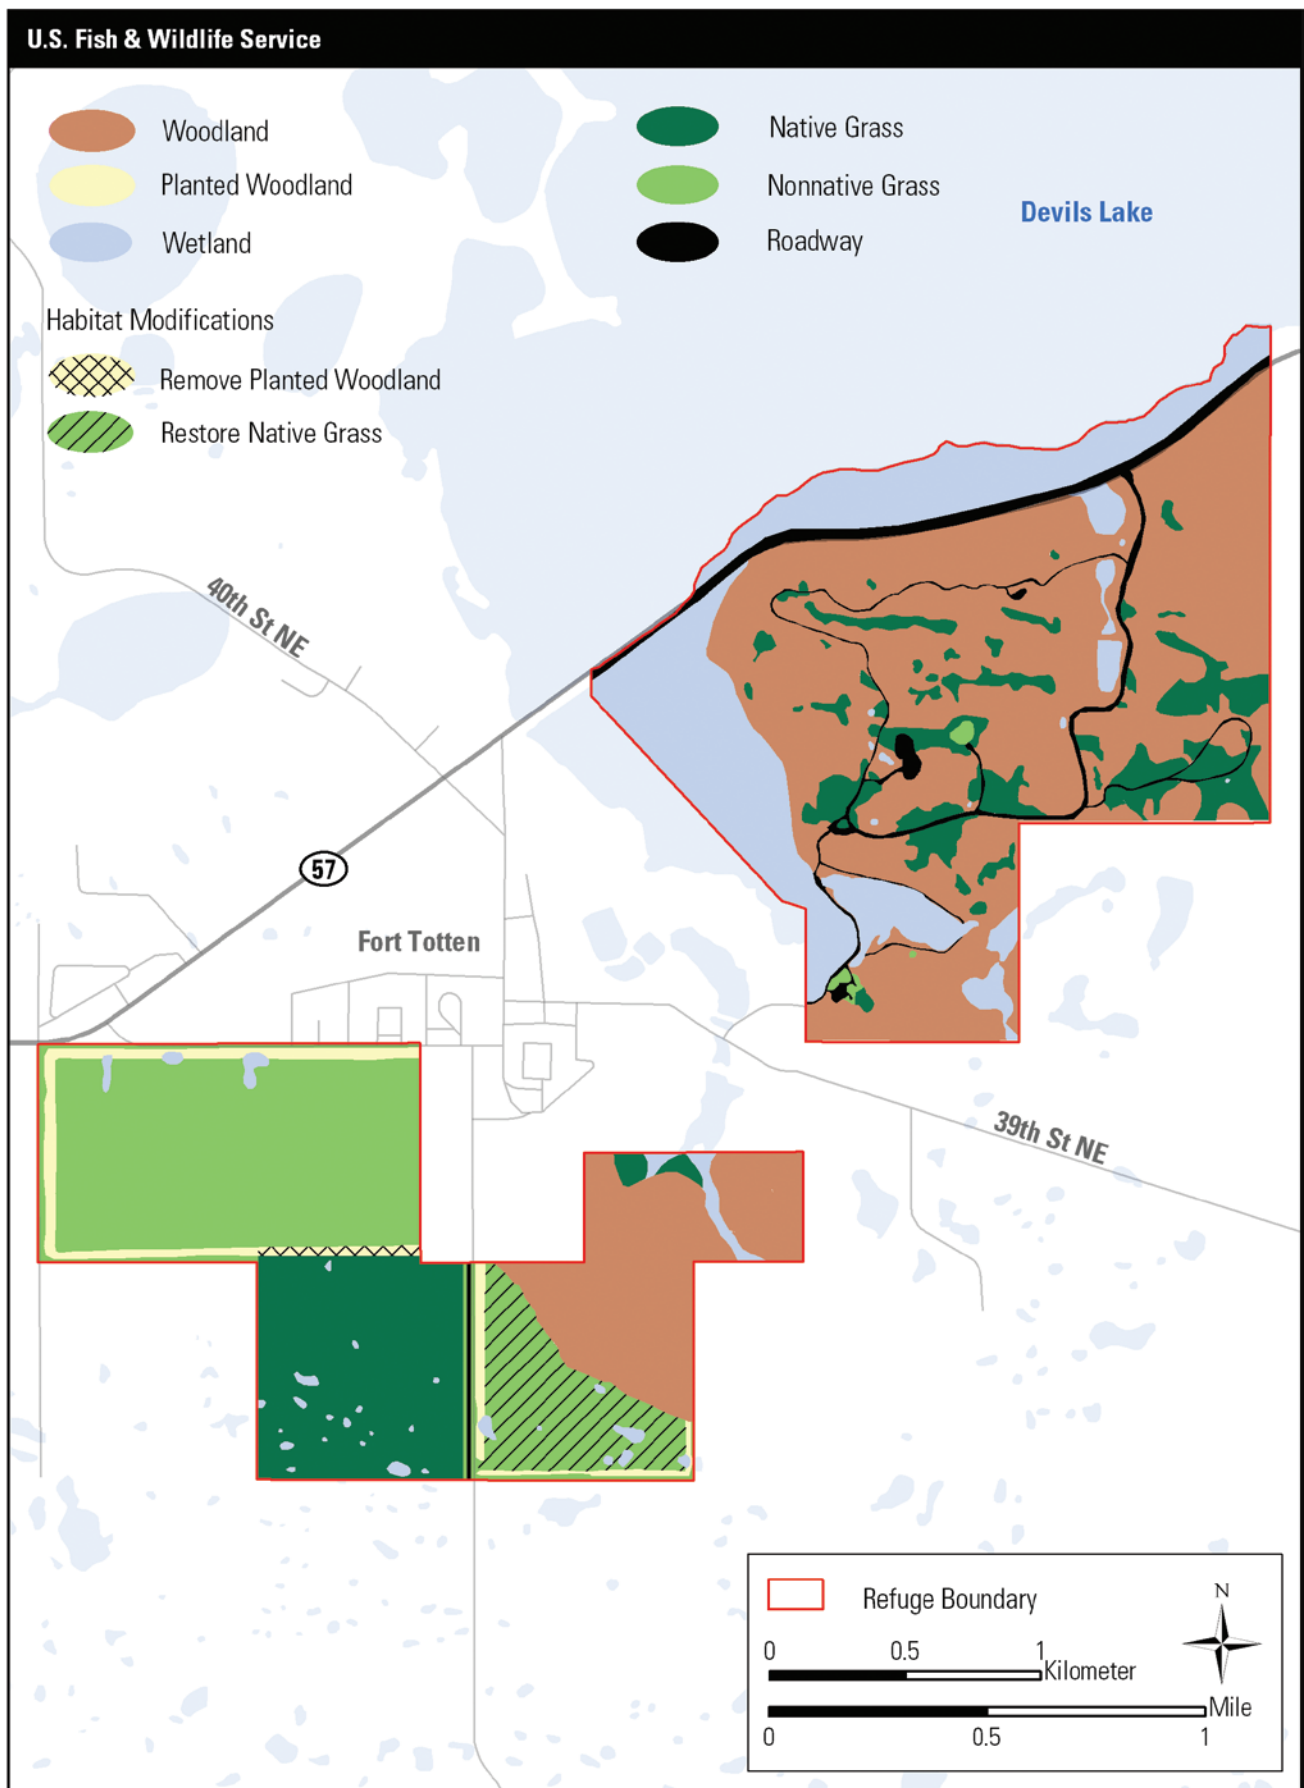 U.S. Fish & Wildlife Service
Woodland
Planted Woodland
Wetland
Native Grass
Nonnative Grass
Roadway
Devils Lake
Habitat Modifications
Remove Planted Woodland
Restore Native Grass
40th St NE
57
Fort Totten
39th St NE
Refuge Boundary
N
0 0.5 1
Kilometer
Mile
0 0.5 1